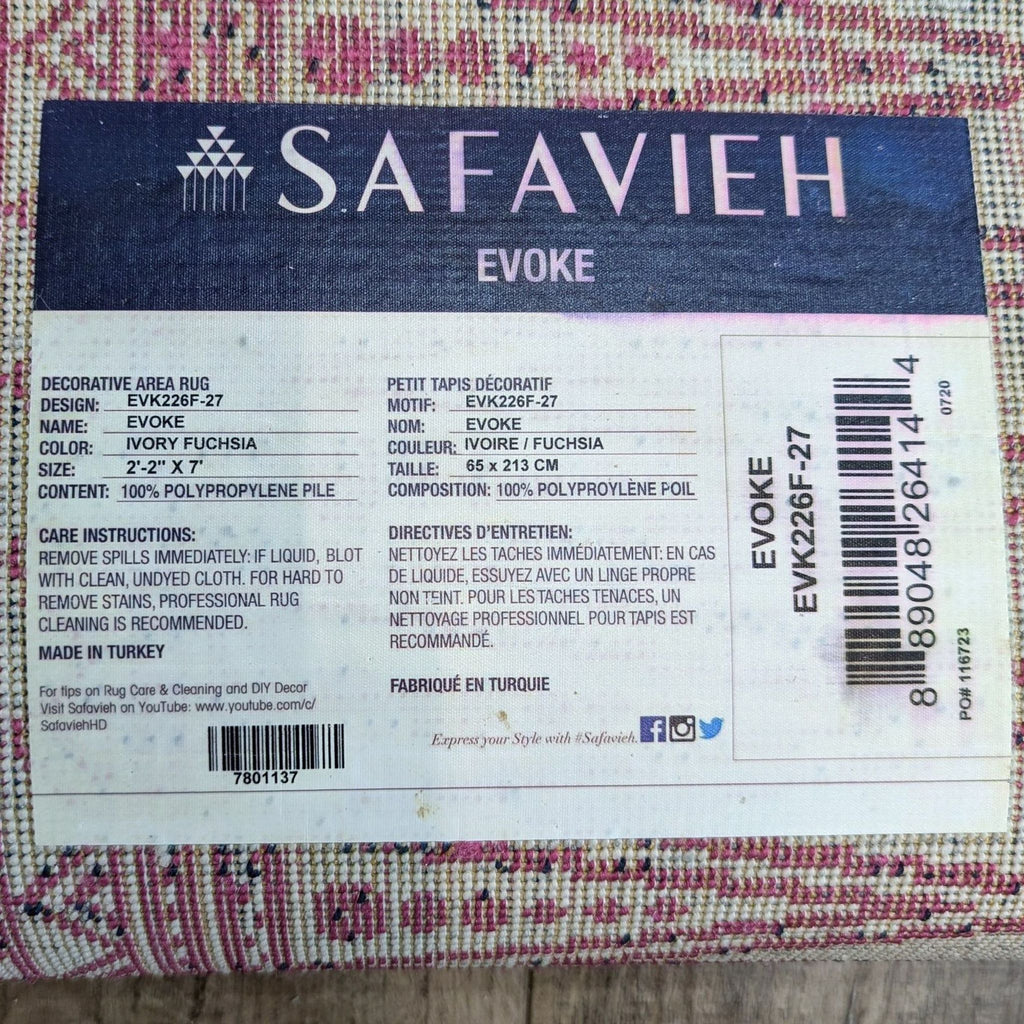 SAFAVIEH
EVOKE
DECORATIVE AREA RUG
DESIGN: EVK226F-27
NAME: EVOKE
COLOR: IVORY FUCHSIA
SIZE: 2'-2" X 7'
CONTENT: 100% POLYPROPYLENE PILE
CARE INSTRUCTIONS:
REMOVE SPILLS IMMEDIATELY: IF LIQUID, BLOT
WITH CLEAN, UNDYED CLOTH. FOR HARD TO
REMOVE STAINS, PROFESSIONAL RUG
CLEANING IS RECOMMENDED.
MADE IN TURKEY
For tips on Rug Care & Cleaning and DIY Decor
Visit Safavieh on YouTube: www.youtube.com/c/
SafaviehHD
7801137
PETIT TAPIS DÉCORATIF
MOTIF: EVK226F-27
NOM: EVOKE
COULEUR: IVOIRE / FUCHSIA
TAILLE: 65 x 213 CM
COMPOSITION: 100% POLYPROYLÈNE POIL
DIRECTIVES D'ENTRETIEN:
NETTOYEZ LES TACHES IMMÉDIATEMENT: EN CAS
DE LIQUIDE, ESSUYEZ AVEC UN LINGE PROPRE
NON TEINT. POUR LES TACHES TENACES, UN
NETTOYAGE PROFESSIONNEL POUR TAPIS EST
RECOMMANDÉ.
FABRIQUÉ EN TURQUIE
Express your Style with #Safavieh.
EVOKE
EVK226F-27
8 89048 26414 4
0720
PO# 116723